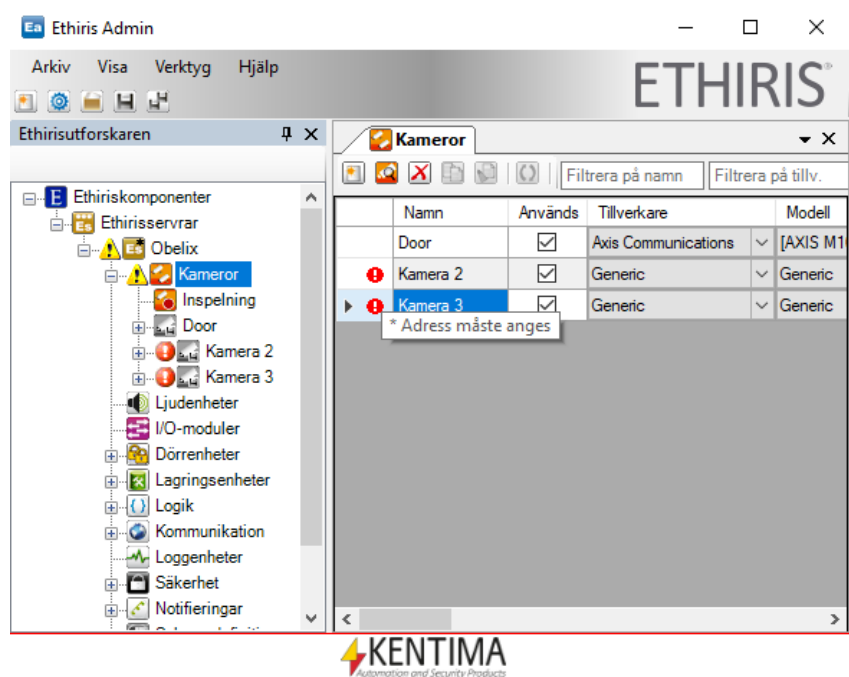 Ea Ethiris Admin
Arkiv Visa Verktyg Hjälp
ETHIRIS®
Ethirisutforskaren
Kameror
Filtrera på namn Filtrera på tillv.
E Ethiriskomponenter
Es Ethirisservrar
Es Obelix
Kameror
Inspelning
Door
Kamera 2
Kamera 3
Ljudenheter
I/O-moduler
Dörrenheter
Lagringsenheter
Logik
Kommunikation
Loggenheter
Säkerhet
Notifieringar
Namn Används Tillverkare Modell
Door Axis Communications [AXIS M1
Kamera 2 Generic Generic
Kamera 3 Generic Generic
* Adress måste anges
KENTIMA
Automation and Security Products